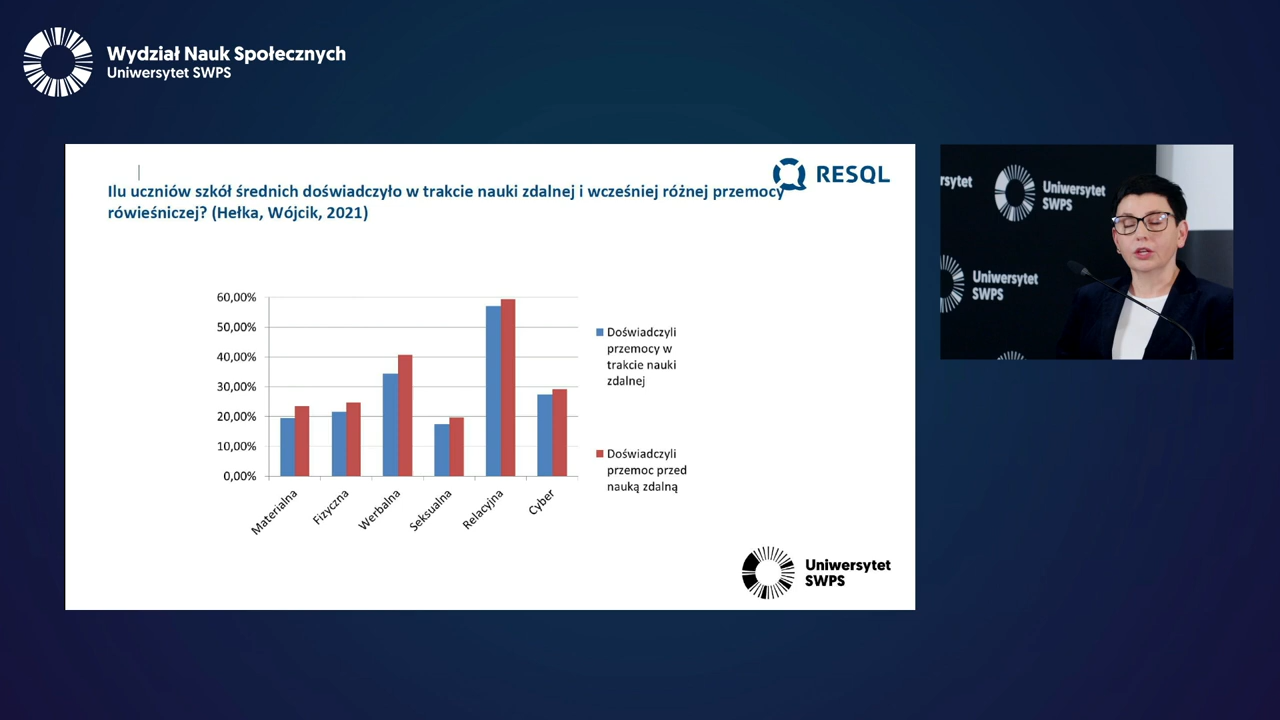 Wydział Nauk Społecznych
Uniwersytet SWPS
RESQL
Ilu uczniów szkół średnich doświadczyło w trakcie nauki zdalnej i wcześniej różnej przemocy
rówieśniczej? (Hełka, Wójcik, 2021)
60,00%
50,00%
40,00%
30,00%
20,00%
10,00%
0,00%
Materialna
Fizyczna
Werbalna
Seksualna
Relacyjna
Cyber
Doświadczyli
przemocy w
trakcie nauki
zdalnej
Doświadczyli
przemoc przed
nauką zdalną
Uniwersytet
SWPS
rsytet
Uniwersytet
SWPS
Uniwersytet
SWPS